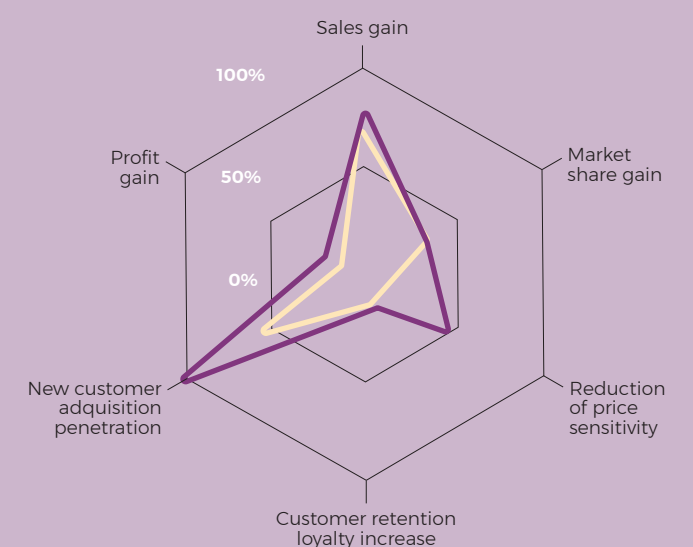 Sales gain
100%
Profit
gain
Market
share gain
50%
0%
New customer
adquisition
penetration
Reduction
of price
sensitivity
Customer retention
loyalty increase